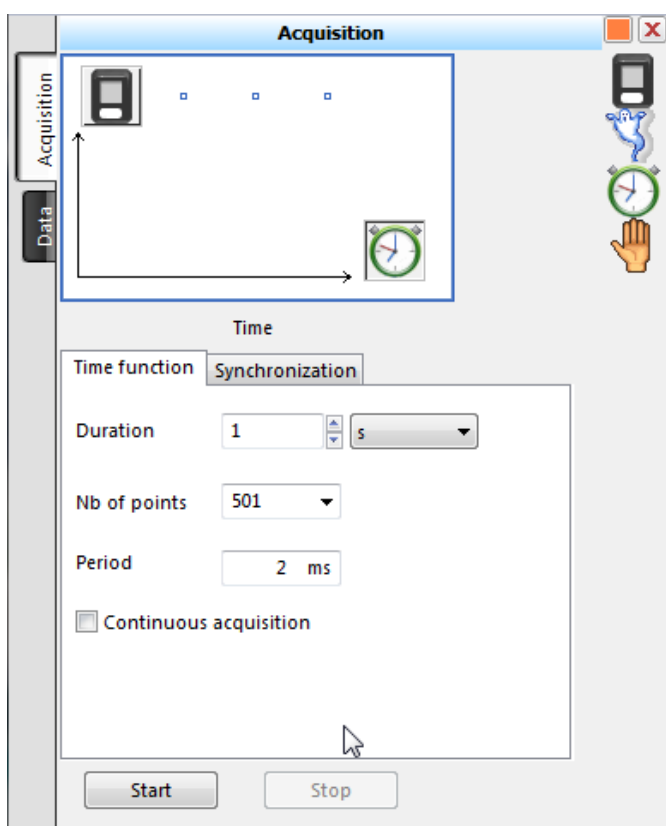 Acquisition
Acquisition
Data
Time
Time function
Synchronization
Duration
1
s
Nb of points
501
Period
2 ms
Continuous acquisition
Start
Stop